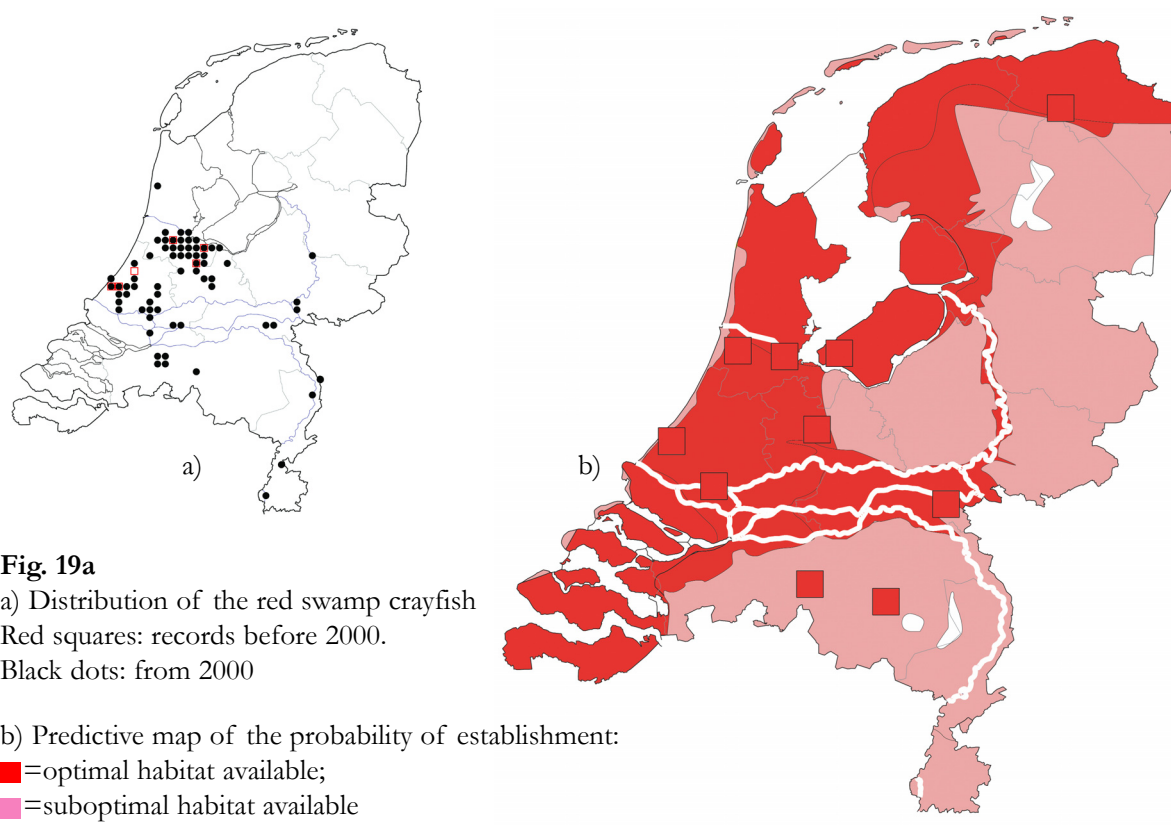 a)
b)
Fig. 19a
a) Distribution of the red swamp crayfish
Red squares: records before 2000.
Black dots: from 2000
b) Predictive map of the probability of establishment:
=optimal habitat available;
=suboptimal habitat available